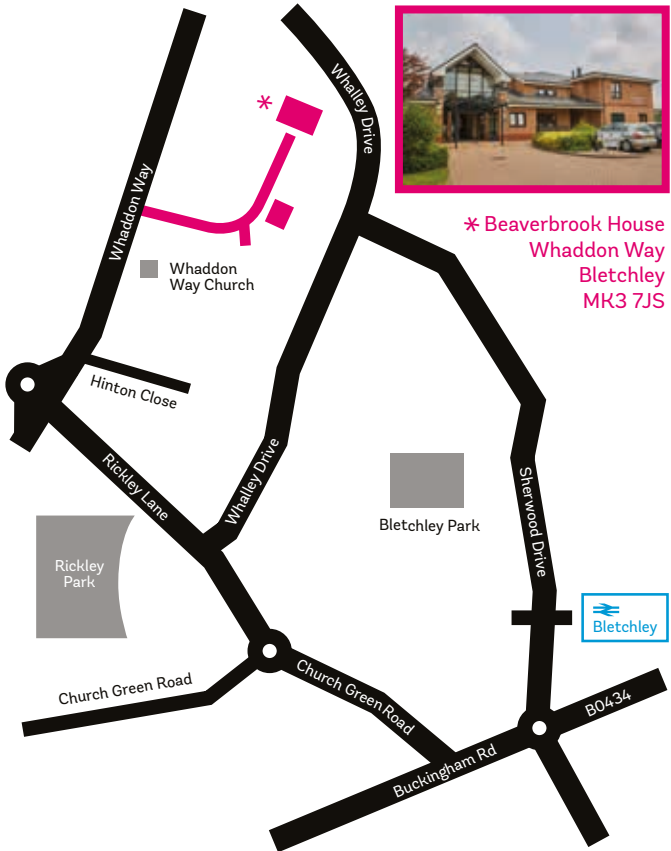 Whalley Drive
*
Whaddon Way
* Beaverbrook House
Whaddon Way
Bletchley
MK3 7JS
Whaddon
Way Church
Hinton Close
Rickley Lane
Whalley Drive
Bletchley Park
Sherwood Drive
Rickley
Park
Bletchley
Church Green Road
Church Green Road
B0434
Buckingham Rd